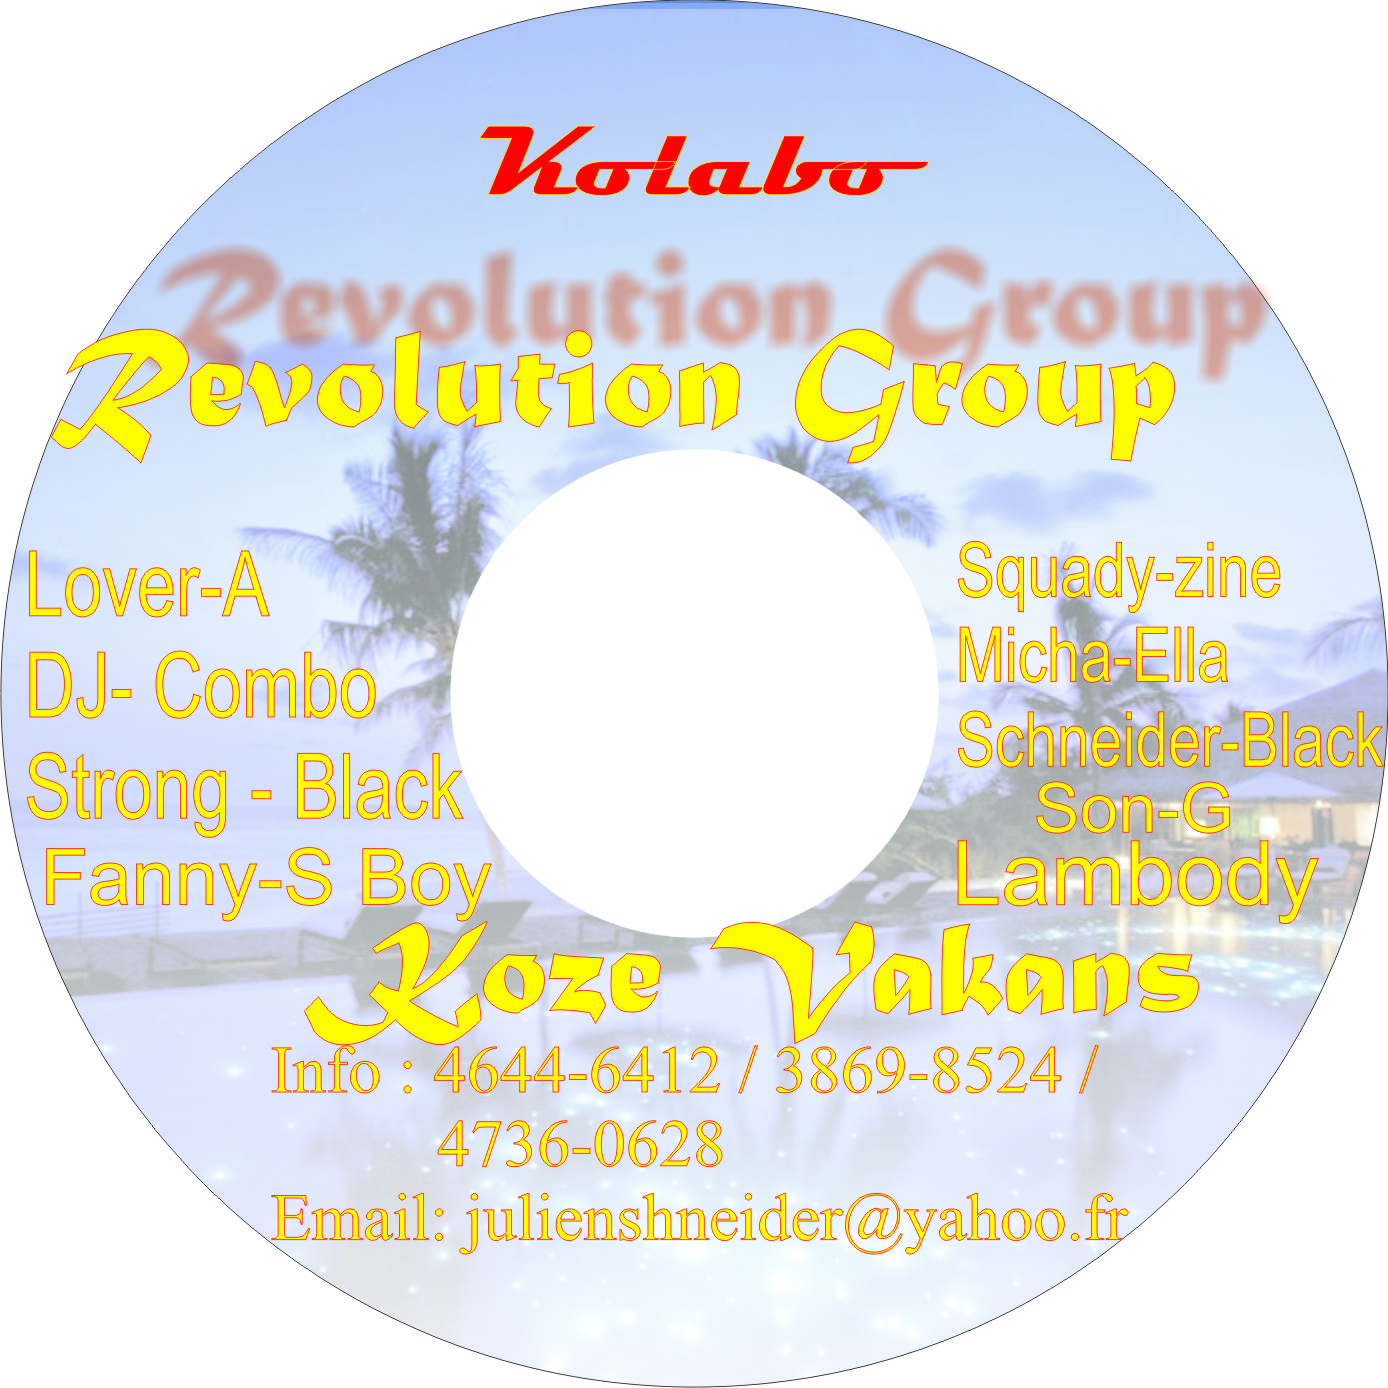 Kolabo
Revolution Group
Revolution Group
Lover-A
DJ- Combo
Strong - Black
Fanny-S Boy
Squady-zine
Micha-Ella
Schneider-Black
Son-G
Lambody
Koze Vakans
Info : 4644-6412 / 3869-8524 /
4736-0628
Email: julienshneider@yahoo.fr